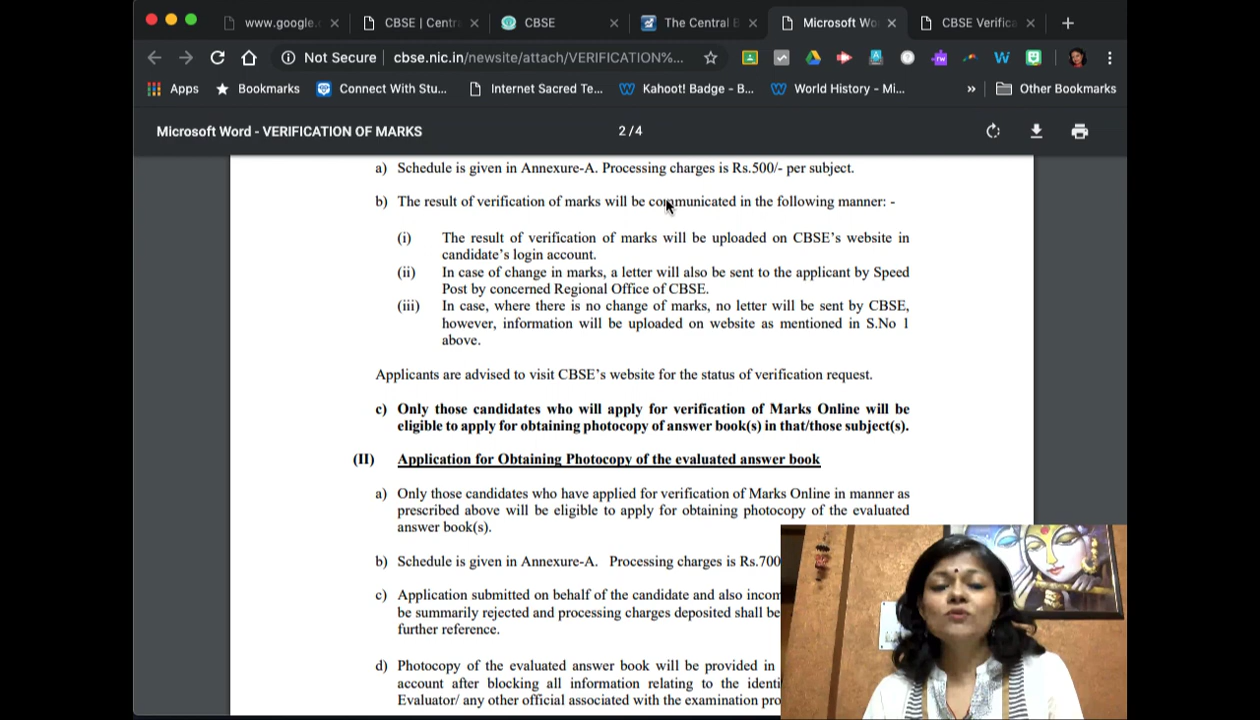 www.google.c
CBSE | Centr
CBSE
The Central E
Microsoft Wo
CBSE Verifica
Not Secure
cbse.nic.in/newsite/attach/VERIFICATION%...
Apps
Bookmarks
Connect With Stu...
Internet Sacred Te...
Kahoot! Badge - B...
World History - Mi...
»
Other Bookmarks
Microsoft Word - VERIFICATION OF MARKS
2 / 4
a) Schedule is given in Annexure-A. Processing charges is Rs.500/- per subject.
b) The result of verification of marks will be communicated in the following manner: -
(i) The result of verification of marks will be uploaded on CBSE's website in
candidate's login account.
(ii) In case of change in marks, a letter will also be sent to the applicant by Speed
Post by concerned Regional Office of CBSE.
(iii) In case, where there is no change of marks, no letter will be sent by CBSE,
however, information will be uploaded on website as mentioned in S.No 1
above.
Applicants are advised to visit CBSE's website for the status of verification request.
c) Only those candidates who will apply for verification of Marks Online will be
eligible to apply for obtaining photocopy of answer book(s) in that/those subject(s).
(II) Application for Obtaining Photocopy of the evaluated answer book
a) Only those candidates who have applied for verification of Marks Online in manner as
prescribed above will be eligible to apply for obtaining photocopy of the evaluated
answer book(s).
b) Schedule is given in Annexure-A. Processing charges is Rs.700
c) Application submitted on behalf of the candidate and also incom
be summarily rejected and processing charges deposited shall be
further reference.
d) Photocopy of the evaluated answer book will be provided in
account after blocking all information relating to the identi
Evaluator/ any other official associated with the examination pro